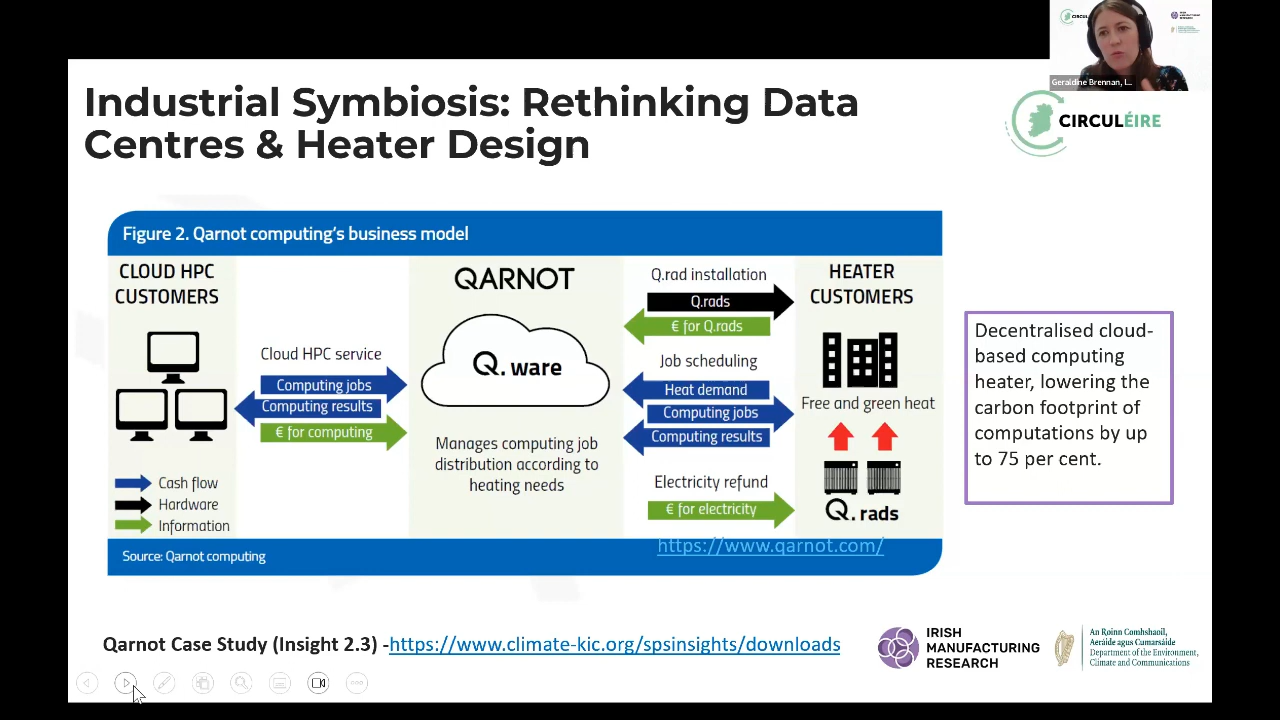 Geraldine Brennan, I...
Industrial Symbiosis: Rethinking Data
Centres & Heater Design
CIRCULÉIRE
Figure 2. Qarnot computing's business model
CLOUD HPC
CUSTOMERS
Cloud HPC service
Computing jobs
Computing results
€ for computing
Cash flow
Hardware
Information
QARNOT
Q.ware
Manages computing job
distribution according to
heating needs
Q.rad installation
Q.rads
€ for Q.rads
Job scheduling
Heat demand
Computing jobs
Computing results
Electricity refund
€ for electricity
HEATER
CUSTOMERS
Free and green heat
Q.rads
Source: Qarnot computing
https://www.qarnot.com/
Decentralised cloud-
based computing
heater, lowering the
carbon footprint of
computations by up
to 75 per cent.
Qarnot Case Study (Insight 2.3) -https://www.climate-kic.org/spsinsights/downloads
IRISH
MANUFACTURING
RESEARCH
An Roinn Comhshaoil,
Aeráide agus Cumarsáide
Department of the Environment,
Climate and Communications